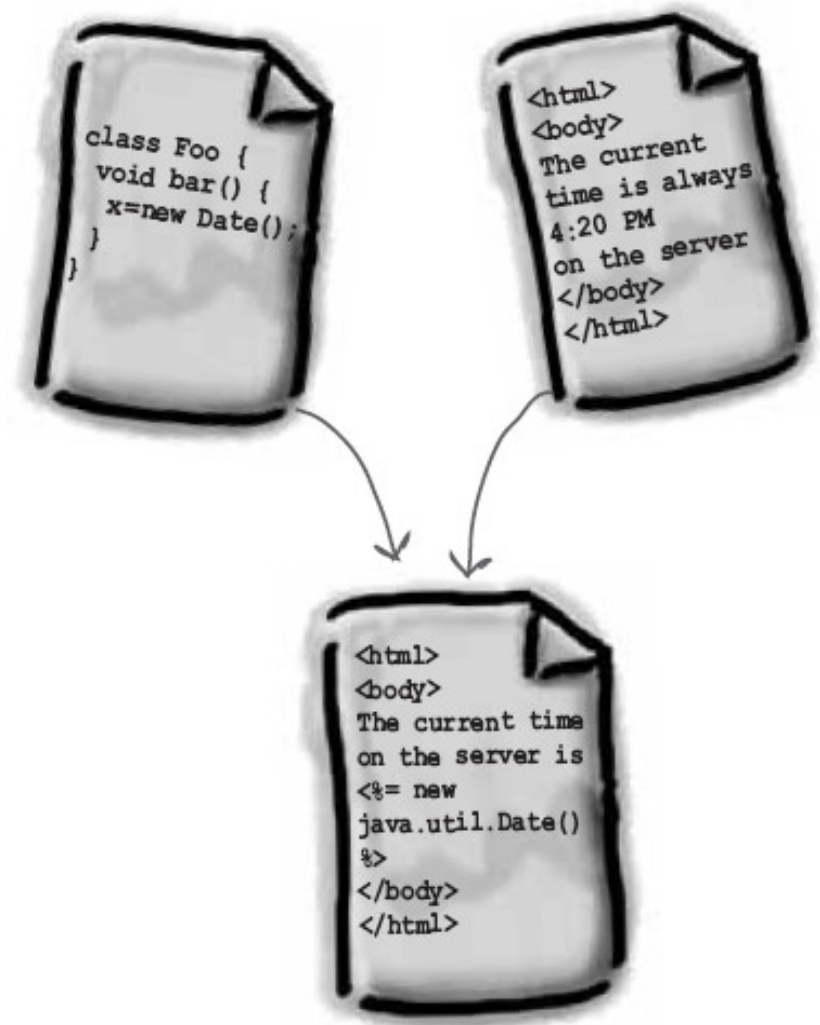 class Foo {
void bar() {
x=new Date();
}
}
<html>
<body>
The current
time is always
4:20 PM
on the server
</body>
</html>
<html>
<body>
The current time
on the server is
<%= new
java.util.Date()
%>
</body>
</html>